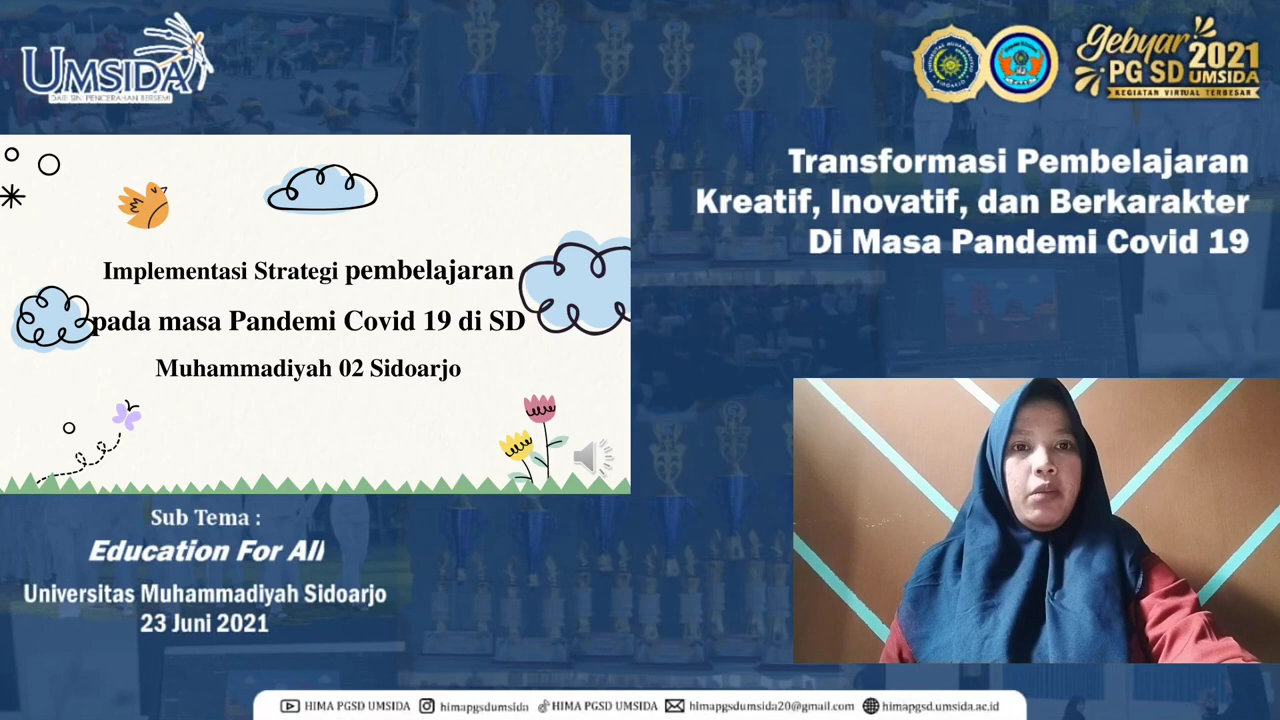 UMSIDA
DARI SINI PENCERAHAN BERSEMI
Gebyar
PGSD
2021
UMSIDA
KEGIATAN VIRTUAL TERBESAR
Transformasi Pembelajaran
Kreatif, Inovatif, dan Berkarakter
Di Masa Pandemi Covid 19
Implementasi Strategi pembelajaran
pada masa Pandemi Covid 19 di SD
Muhammadiyah 02 Sidoarjo
Sub Tema :
Education For All
Universitas Muhammadiyah Sidoarjo
23 Juni 2021
HIMA PGSD UMSIDA himapgsdumsida HIMA PGSD UMSIDA himapgsdumsida20@gmail.com himapgsd.umsida.ac.id